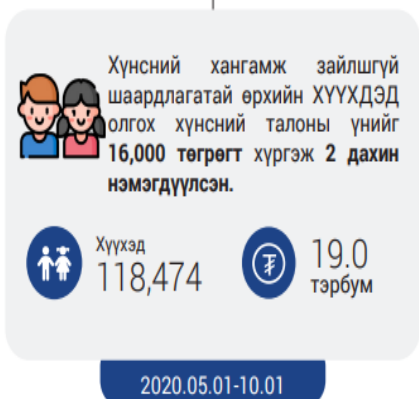 Хүнсний хангамж зайлшгүй
шаардлагатай өрхийн ХҮҮХДЭД
олгох хүнсний талоны үнийг
16,000 төгрөгт хүргэж 2 дахин
нэмэгдүүлсэн.
Хүүхэд
118,474
₮
19.0
тэрбум
2020.05.01-10.01